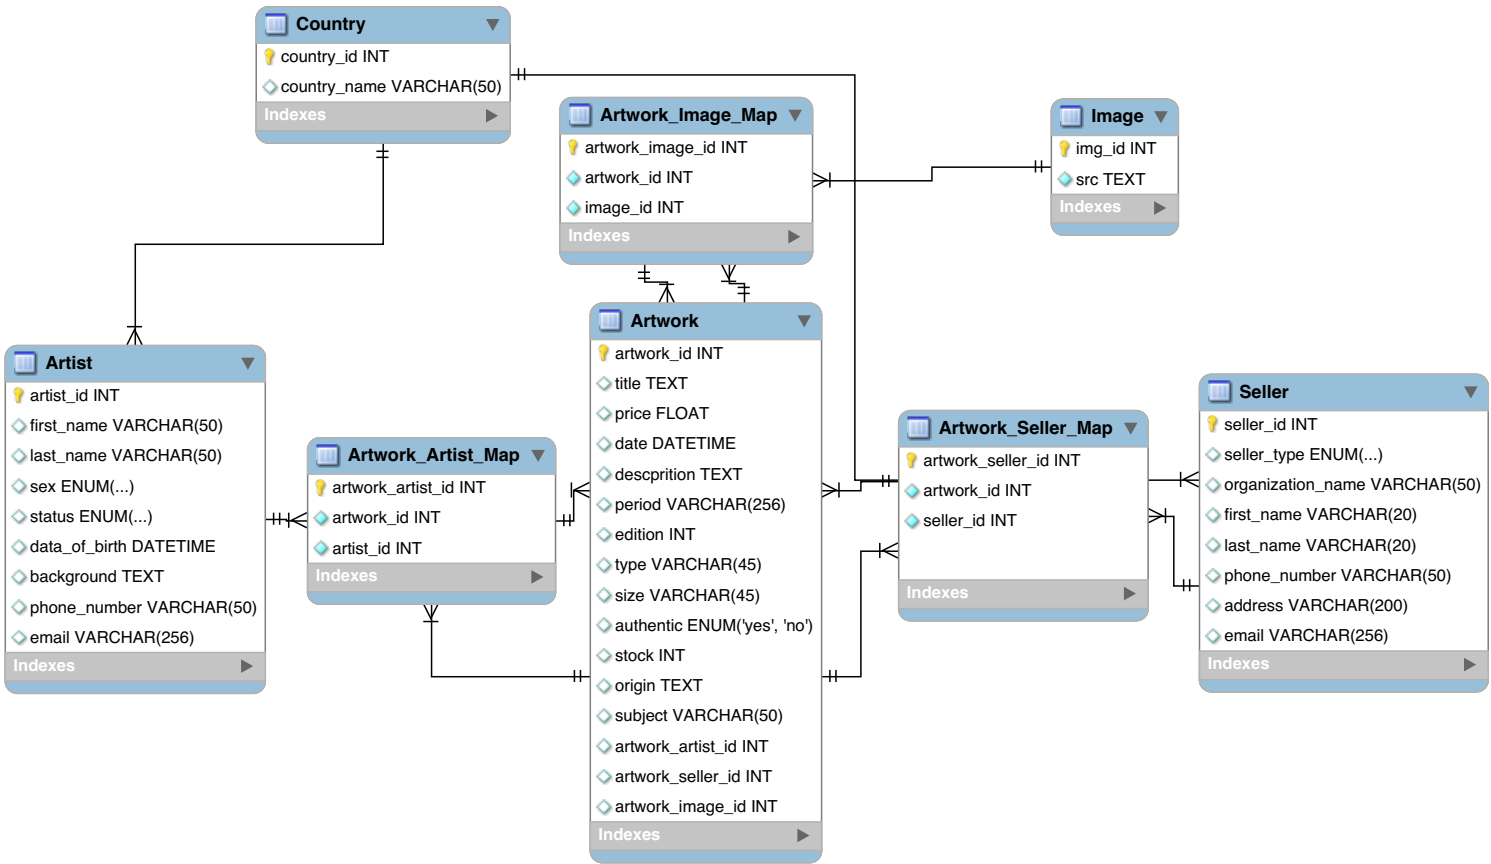 Country
country_id INT
country_name VARCHAR(50)
Indexes
Artwork_Image_Map
artwork_image_id INT
artwork_id INT
image_id INT
Indexes
Image
img_id INT
src TEXT
Indexes
Artist
artist_id INT
first_name VARCHAR(50)
last_name VARCHAR(50)
sex ENUM(...)
status ENUM(...)
data_of_birth DATETIME
background TEXT
phone_number VARCHAR(50)
email VARCHAR(256)
Indexes
Artwork_Artist_Map
artwork_artist_id INT
artwork_id INT
artist_id INT
Indexes
Artwork
artwork_id INT
title TEXT
price FLOAT
date DATETIME
descprition TEXT
period VARCHAR(256)
edition INT
type VARCHAR(45)
size VARCHAR(45)
authentic ENUM('yes', 'no')
stock INT
origin TEXT
subject VARCHAR(50)
artwork_artist_id INT
artwork_seller_id INT
artwork_image_id INT
Indexes
Artwork_Seller_Map
artwork_seller_id INT
artwork_id INT
seller_id INT
Indexes
Seller
seller_id INT
seller_type ENUM(...)
organization_name VARCHAR(50)
first_name VARCHAR(20)
last_name VARCHAR(20)
phone_number VARCHAR(50)
address VARCHAR(200)
email VARCHAR(256)
Indexes